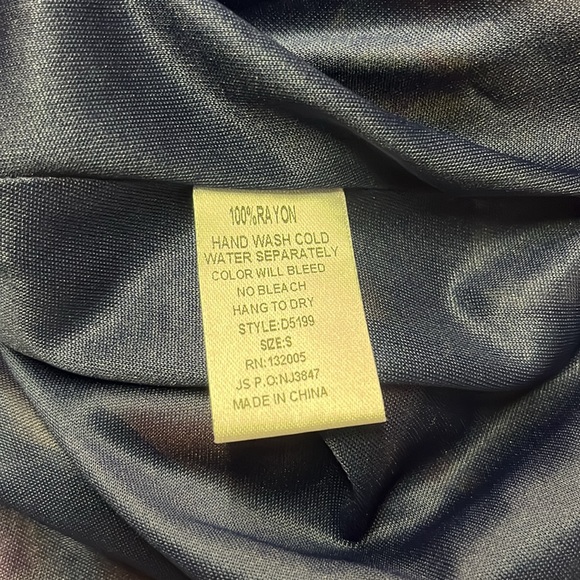 100%RAYON
HAND WASH COLD
WATER SEPARATELY
COLOR WILL BLEED
NO BLEACH
HANG TO DRY
STYLE:D5199
SIZE:S
RN:132005
JS P.O:NJ3847
MADE IN CHINA